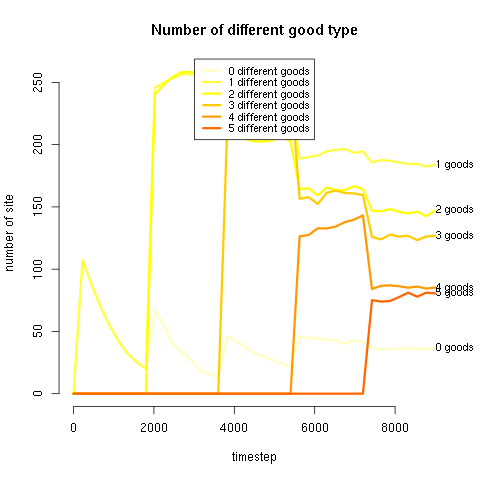 Number of different good type
0 different goods
1 different goods
2 different goods
3 different goods
4 different goods
5 different goods
number of site
250
200
150
100
50
0
1 goods
2 goods
3 goods
4 goods
5 goods
0 goods
0
2000
4000
6000
8000
timestep